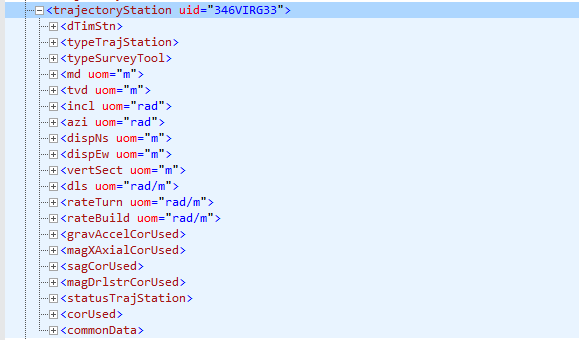 <trajectoryStation uid="346VIRG33">
<dTimStn>
<typeTrajStation>
<typeSurveyTool>
<md uom="m">
<tvd uom="m">
<incl uom="rad">
<azi uom="rad">
<dispNs uom="m">
<dispEw uom="m">
<vertSect uom="m">
<dls uom="rad/m">
<rateTurn uom="rad/m">
<rateBuild uom="rad/m">
<gravAccelCorUsed>
<magXAxialCorUsed>
<sagCorUsed>
<magDrlstrCorUsed>
<statusTrajStation>
<corUsed>
<commonData>